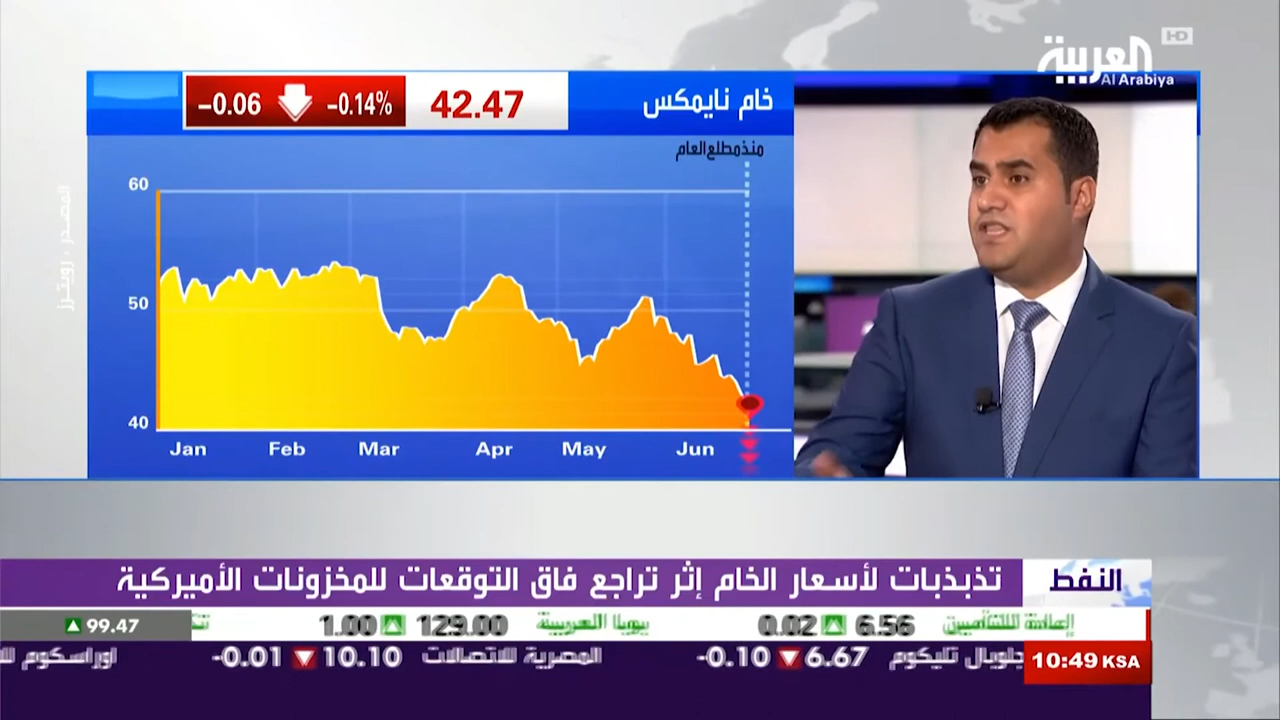 العربية HD
Al Arabiya
خام نايمكس 42.47 -0.14% -0.06
منذ مطلع العام
المصدر : رويترز
60
50
40
Jan Feb Mar Apr May Jun
النفط
تذبذبات لأسعار الخام إثر تراجع فاق التوقعات للمخزونات الأميركية
إعادة للتأمين 6.56 0.02 بوبا العربية 129.00 1.00
99.47
10:49 KSA
جلوبال تليكوم 6.67 -0.10 المصرية للاتصالات 10.10 -0.01 اوراسكوم